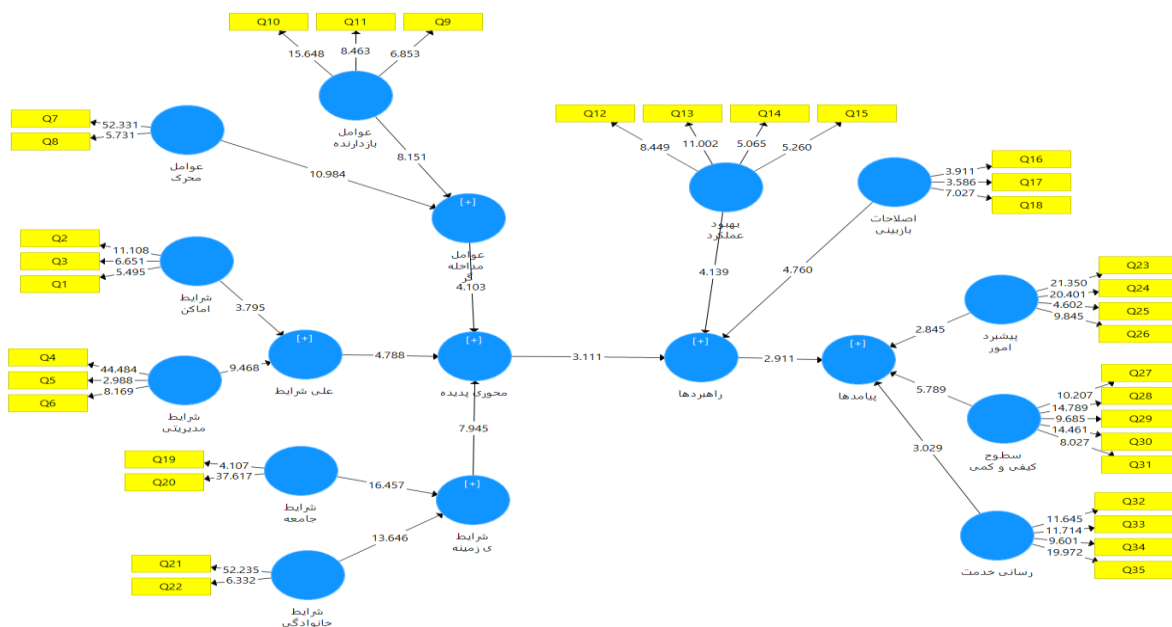 Q10
Q11
Q9
15.648
8.463
6.853
عوامل
بازدارنده
8.151
Q7
Q8
52.331
5.731
عوامل
محرک
10.984
[+]
عوامل
مداخله
گر
4.103
Q2
Q3
Q1
11.108
6.651
5.495
شرایط
اماکن
3.795
Q4
Q5
Q6
44.484
2.988
8.169
شرایط
مدیریتی
9.468
[+]
علی شرایط
4.788
[+]
محوری پدیده
7.945
3.111
Q19
Q20
4.107
37.617
شرایط
جامعه
16.457
[+]
شرایط
ی زمینه
Q21
Q22
52.235
6.332
شرایط
خانوادگی
13.646
Q12
Q13
Q14
Q15
8.449
11.002
5.065
5.260
بهبود
عملکرد
4.139
Q16
Q17
Q18
3.911
3.586
7.027
اصلاحات
بازبینی
4.760
[+]
راهبردها
2.911
[+]
پیامدها
Q23
Q24
Q25
Q26
21.350
20.401
4.602
9.845
پیشبرد
امور
2.845
Q27
Q28
Q29
Q30
Q31
10.207
14.789
9.685
14.461
8.027
سطوح
کیفی و کمی
5.789
Q32
Q33
Q34
Q35
11.645
11.714
9.601
19.972
رسانی خدمت
3.029